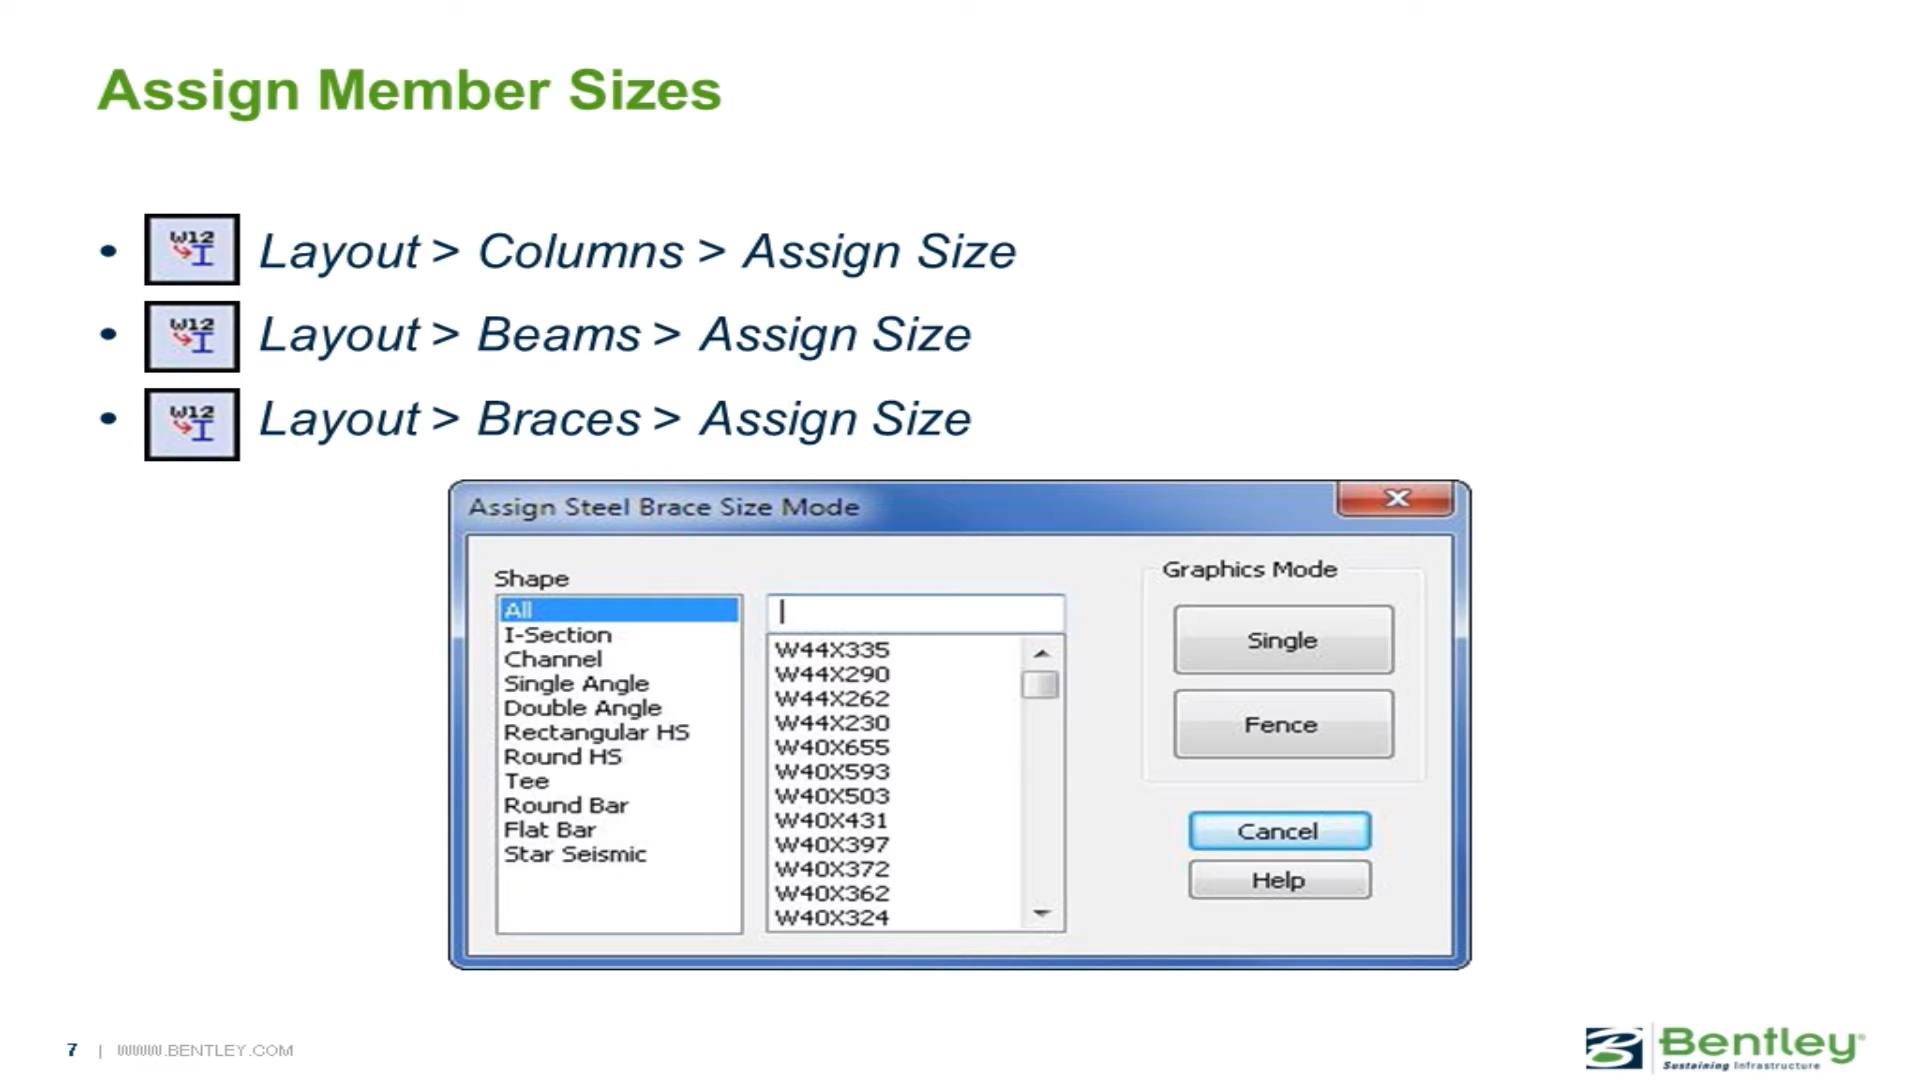 Assign Member Sizes
• W12 I Layout > Columns > Assign Size
• W12 I Layout > Beams > Assign Size
• W12 I Layout > Braces > Assign Size
Assign Steel Brace Size Mode
Shape
All
I-Section
Channel
Single Angle
Double Angle
Rectangular HS
Round HS
Tee
Round Bar
Flat Bar
Star Seismic
W44X335
W44X290
W44X262
W44X230
W40X655
W40X593
W40X503
W40X431
W40X397
W40X372
W40X362
W40X324
Graphics Mode
Single
Fence
Cancel
Help
7 | WWW.BENTLEY.COM
Bentley®
Sustaining Infrastructure